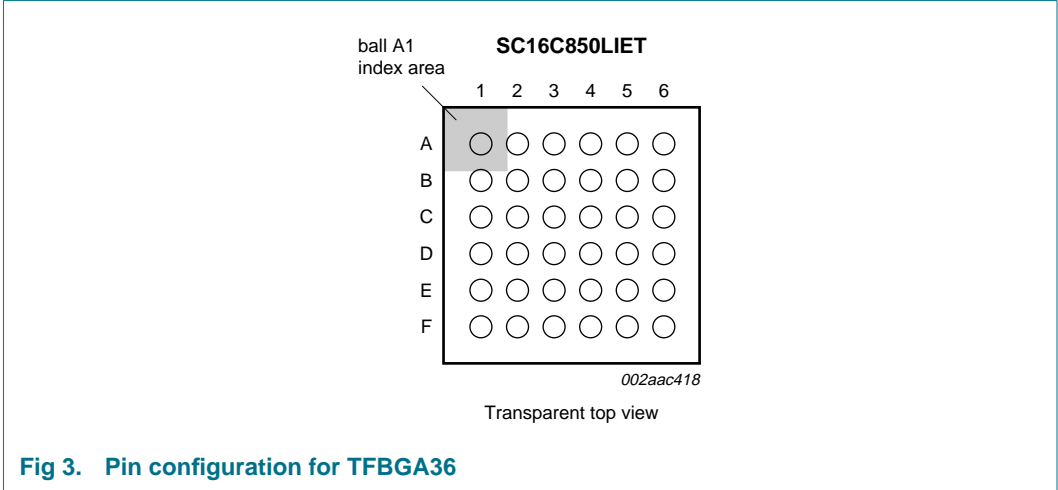 ball A1
index area
SC16C850LIET
1 2 3 4 5 6
A
B
C
D
E
F
002aac418
Transparent top view
Fig 3. Pin configuration for TFBGA36